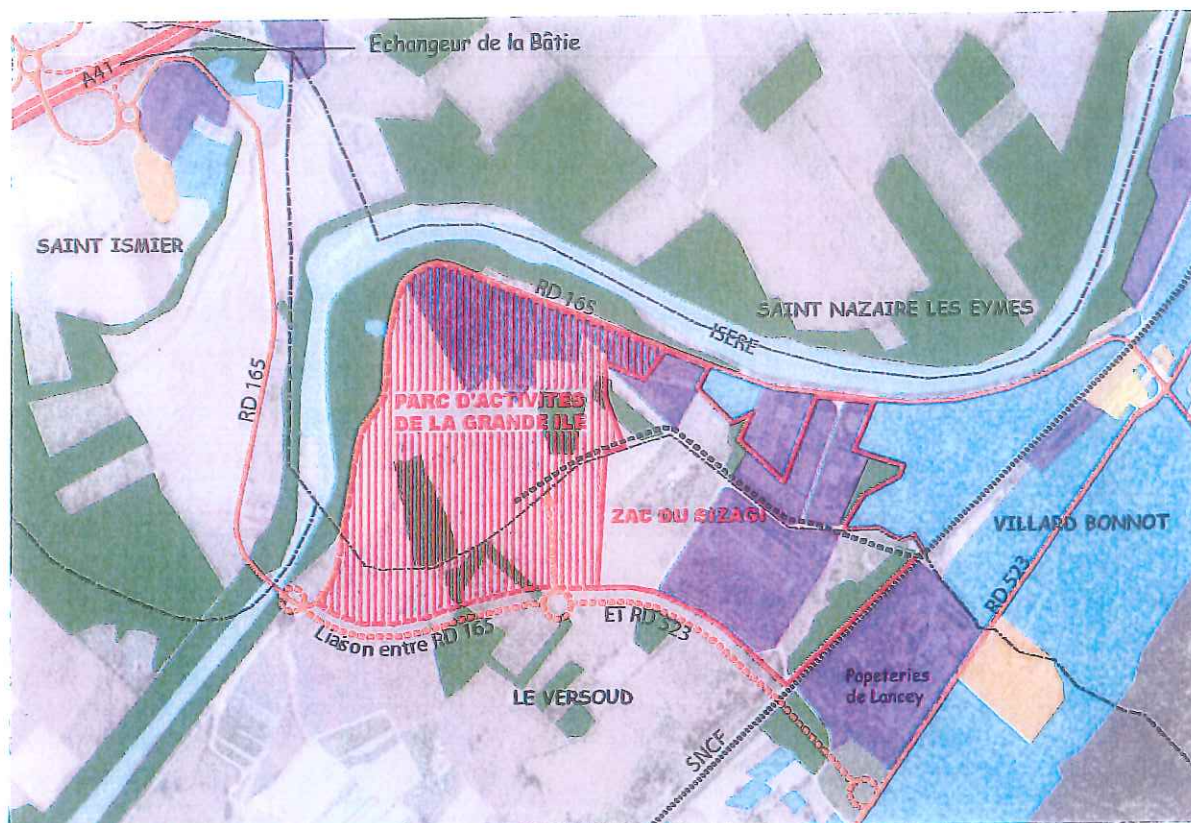 Echangeur de la Bâtie
A41
SAINT ISMIER
RD 165
SAINT NAZAIRE LES EYMES
ISERE
RD 165
PARC D'ACTIVITES
DE LA GRANDE ILE
ZAC DU
VILLARD BONNOT
RD 523
Liaison entre RD 165
ET RD 523
LE VERSOUD
Papeteries
de Lancey
SNCF